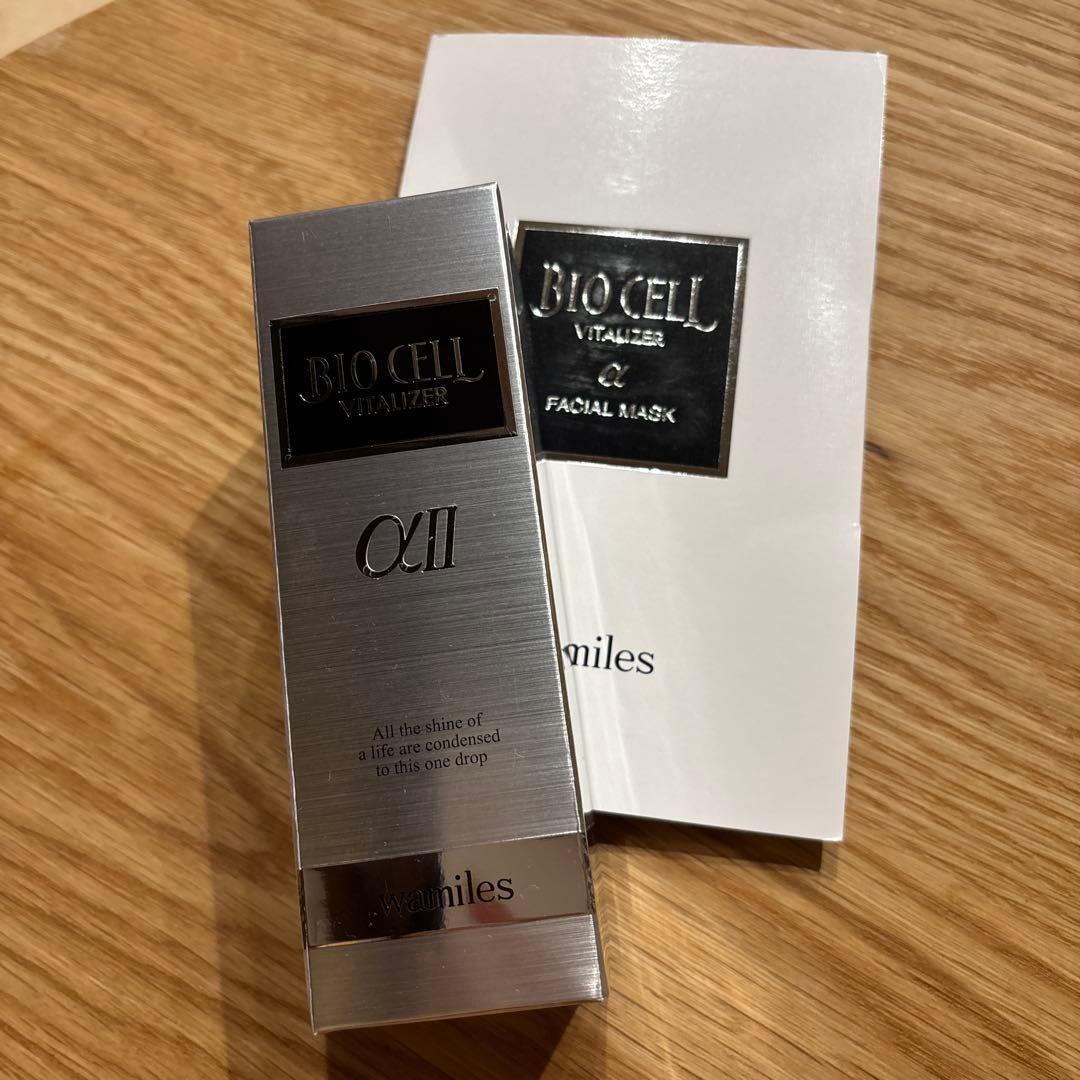 BIO CELL
VITALIZER
αII
All the shine of
a life are condensed
to this one drop
wamiles
BIO CELL
VITALIZER
α
FACIAL MASK
miles